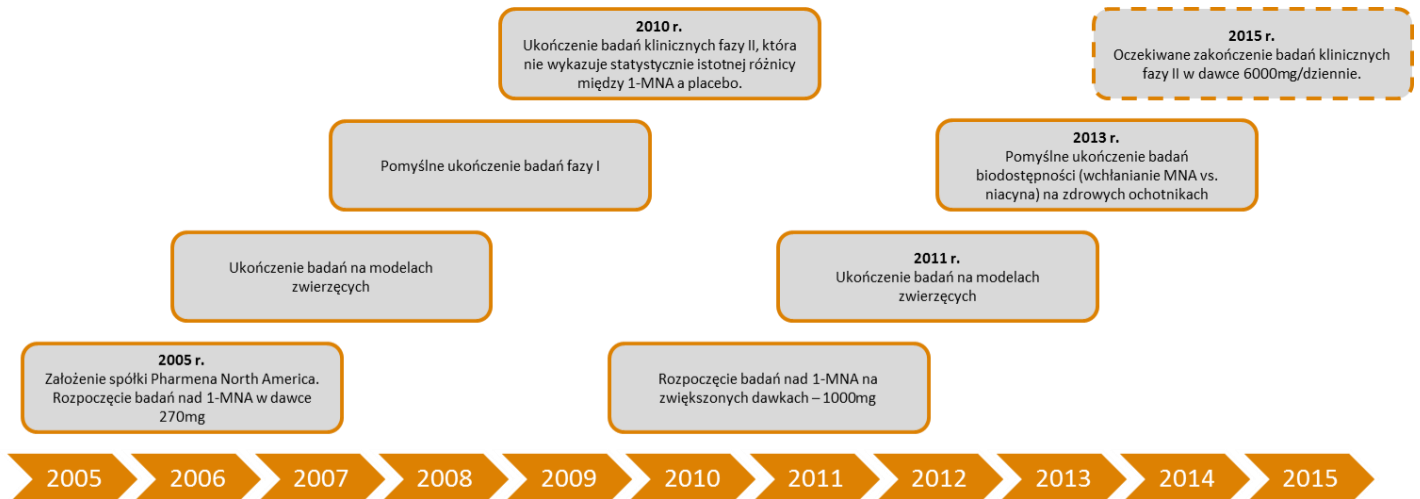 2010 r.
Ukończenie badań klinicznych fazy II, która
nie wykazuje statystycznie istotnej różnicy
między 1-MNA a placebo.
2015 r.
Oczekiwane zakończenie badań klinicznych
fazy II w dawce 6000mg/dziennie.
Pomyślne ukończenie badań fazy I
2013 r.
Pomyślne ukończenie badań
biodostępności (wchłanianie MNA vs.
niacyna) na zdrowych ochotnikach
Ukończenie badań na modelach
zwierzęcych
2011 r.
Ukończenie badań na modelach
zwierzęcych
2005 r.
Założenie spółki Pharmena North America.
Rozpoczęcie badań nad 1-MNA w dawce
270mg
Rozpoczęcie badań nad 1-MNA na
zwiększonych dawkach – 1000mg
2005 2006 2007 2008 2009 2010 2011 2012 2013 2014 2015